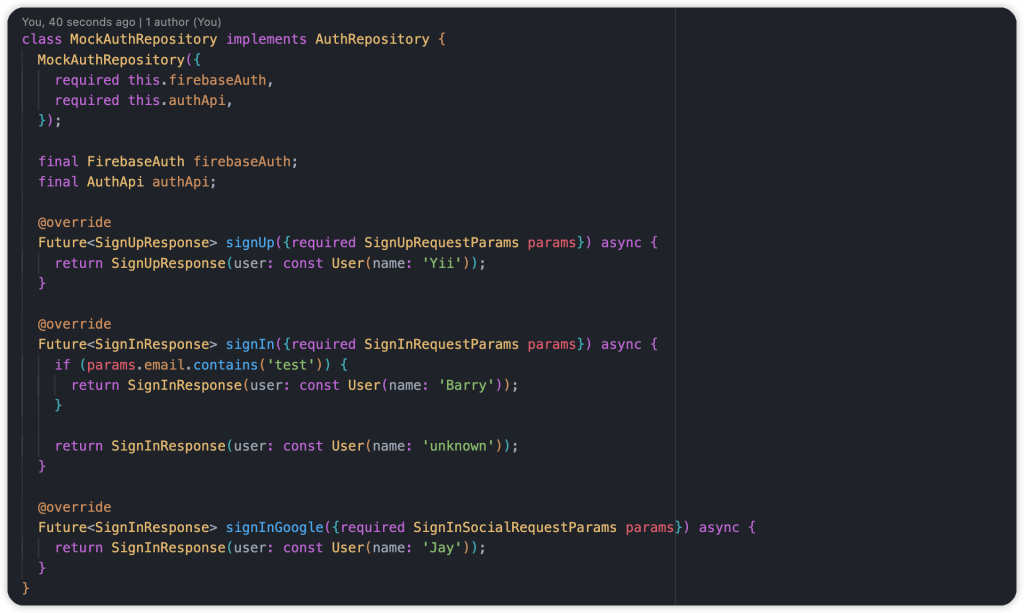 You, 40 seconds ago | 1 author (You)
class MockAuthRepository implements AuthRepository {
  MockAuthRepository({
    required this.firebaseAuth,
    required this.authApi,
  });

  final FirebaseAuth firebaseAuth;
  final AuthApi authApi;

  @override
  Future<SignUpResponse> signUp({required SignUpRequestParams params}) async {
    return SignUpResponse(user: const User(name: 'Yii'));
  }

  @override
  Future<SignInResponse> signIn({required SignInRequestParams params}) async {
    if (params.email.contains('test')) {
      return SignInResponse(user: const User(name: 'Barry'));
    }

    return SignInResponse(user: const User(name: 'unknown'));
  }

  @override
  Future<SignInResponse> signInGoogle({required SignInSocialRequestParams params}) async {
    return SignInResponse(user: const User(name: 'Jay'));
  }
}